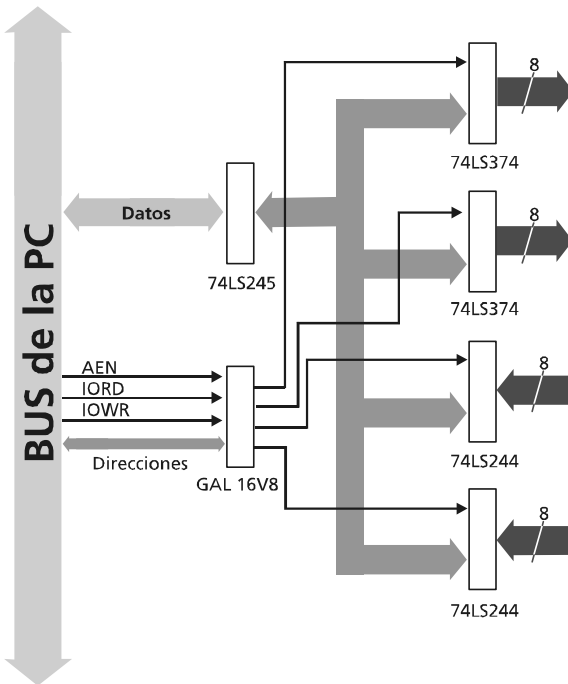 BUS de la PC
Datos
74LS245
AEN
IORD
IOWR
Direcciones
GAL 16V8
8
74LS374
8
74LS374
8
74LS244
8
74LS244